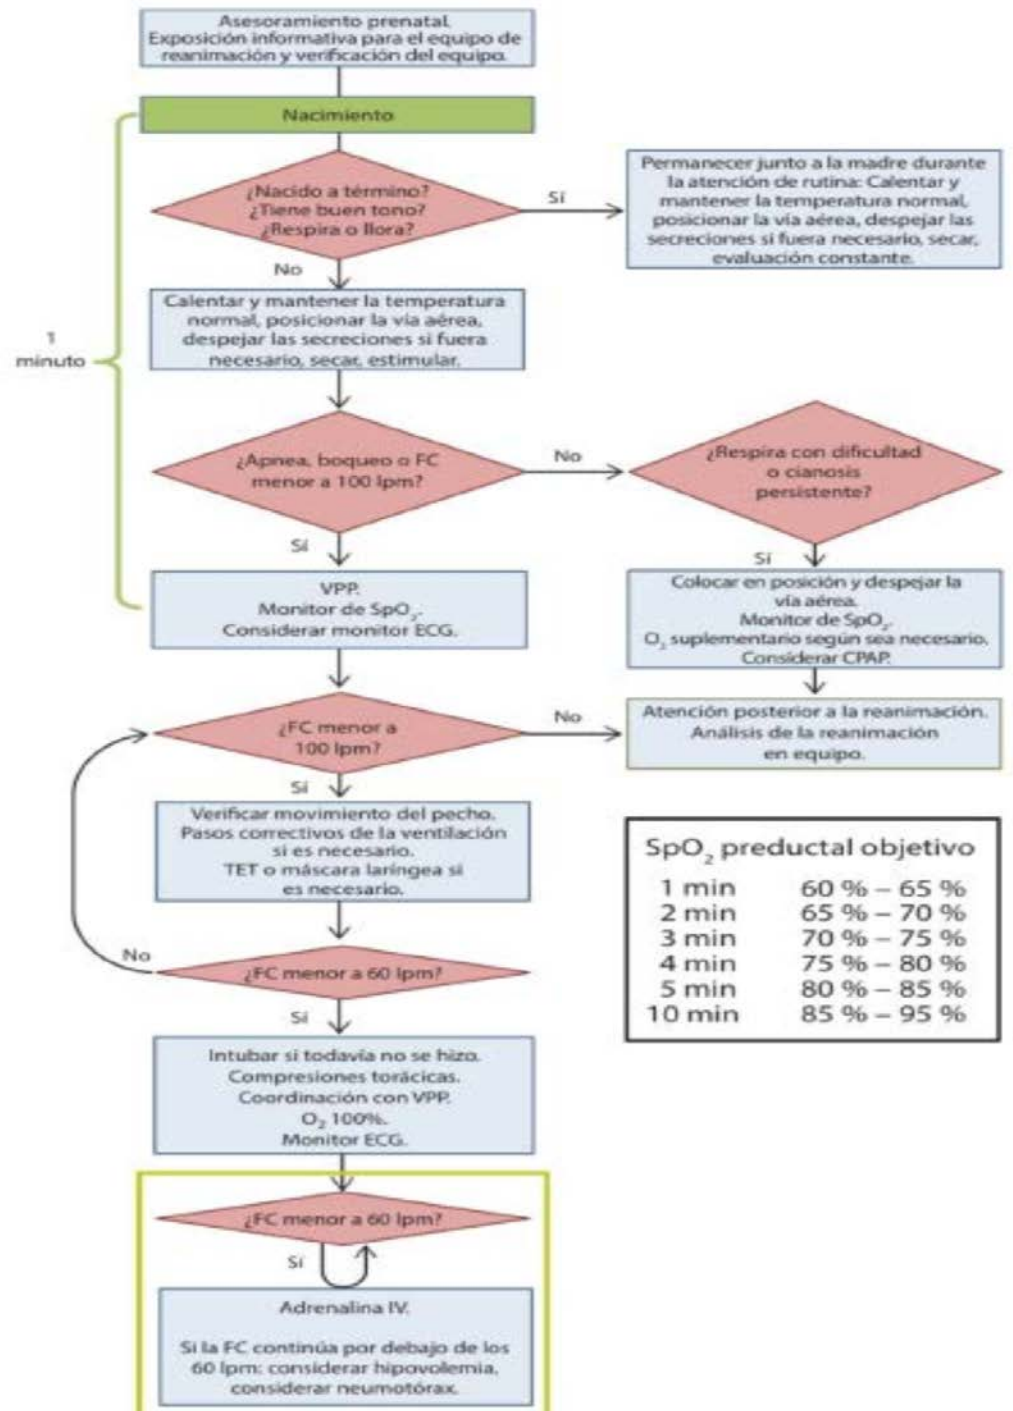 Asesoramiento prenatal.
Exposición informativa para el equipo de
reanimación y verificación del equipo.
Nacimiento
1
minuto
¿Nacido a término?
¿Tiene buen tono?
¿Respira o llora?
Sí
Permanecer junto a la madre durante
la atención de rutina: Calentar y
mantener la temperatura normal,
posicionar la vía aérea, despejar las
secreciones si fuera necesario, secar,
evaluación constante.
No
Calentar y mantener la temperatura
normal, posicionar la vía aérea,
despejar las secreciones si fuera
necesario, secar, estimular.
¿Apnea, boqueo o FC
menor a 100 lpm?
No
¿Respira con dificultad
o cianosis
persistente?
Sí
VPP.
Monitor de SpO₂.
Considerar monitor ECG.
Sí
Colocar en posición y despejar la
vía aérea.
Monitor de SpO₂.
O₂ suplementario según sea necesario.
Considerar CPAP.
¿FC menor a
100 lpm?
No
Atención posterior a la reanimación.
Análisis de la reanimación
en equipo.
Sí
Verificar movimiento del pecho.
Pasos correctivos de la ventilación
si es necesario.
TET o máscara laríngea si
es necesario.
SpO₂ preductal objetivo
1 min 60 % – 65 %
2 min 65 % – 70 %
3 min 70 % – 75 %
4 min 75 % – 80 %
5 min 80 % – 85 %
10 min 85 % – 95 %
No
¿FC menor a 60 lpm?
Sí
Intubar si todavía no se hizo.
Compresiones torácicas.
Coordinación con VPP.
O₂ 100%.
Monitor ECG.
¿FC menor a 60 lpm?
Sí
Adrenalina IV.
Si la FC continúa por debajo de los
60 lpm: considerar hipovolemia,
considerar neumotórax.